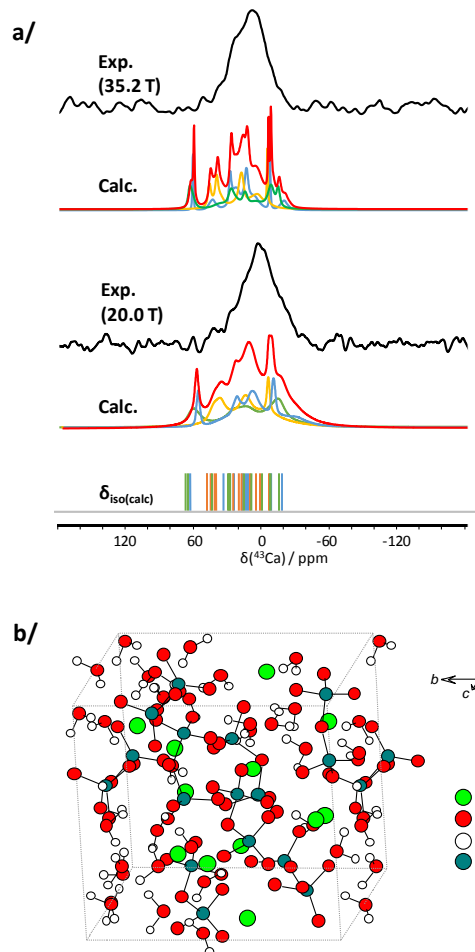 a/
Exp.
(35.2 T)
Calc.
Exp.
(20.0 T)
Calc.
δiso(calc)
120 60 0 -60 -120
δ(⁴³Ca) / ppm
b/
b
c